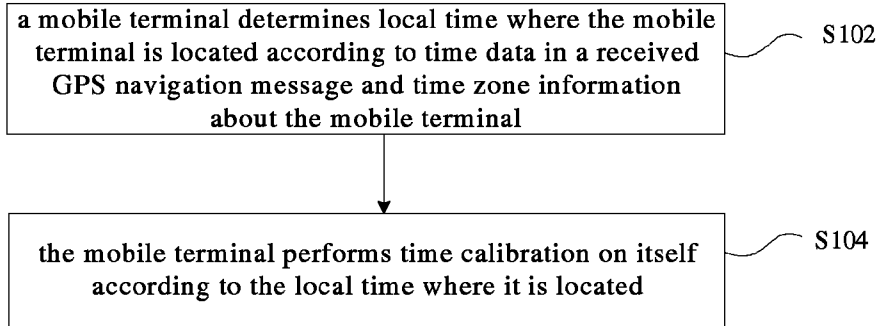 a mobile terminal determines local time where the mobile
terminal is located according to time data in a received
GPS navigation message and time zone information
about the mobile terminal
S102
the mobile terminal performs time calibration on itself
according to the local time where it is located
S104